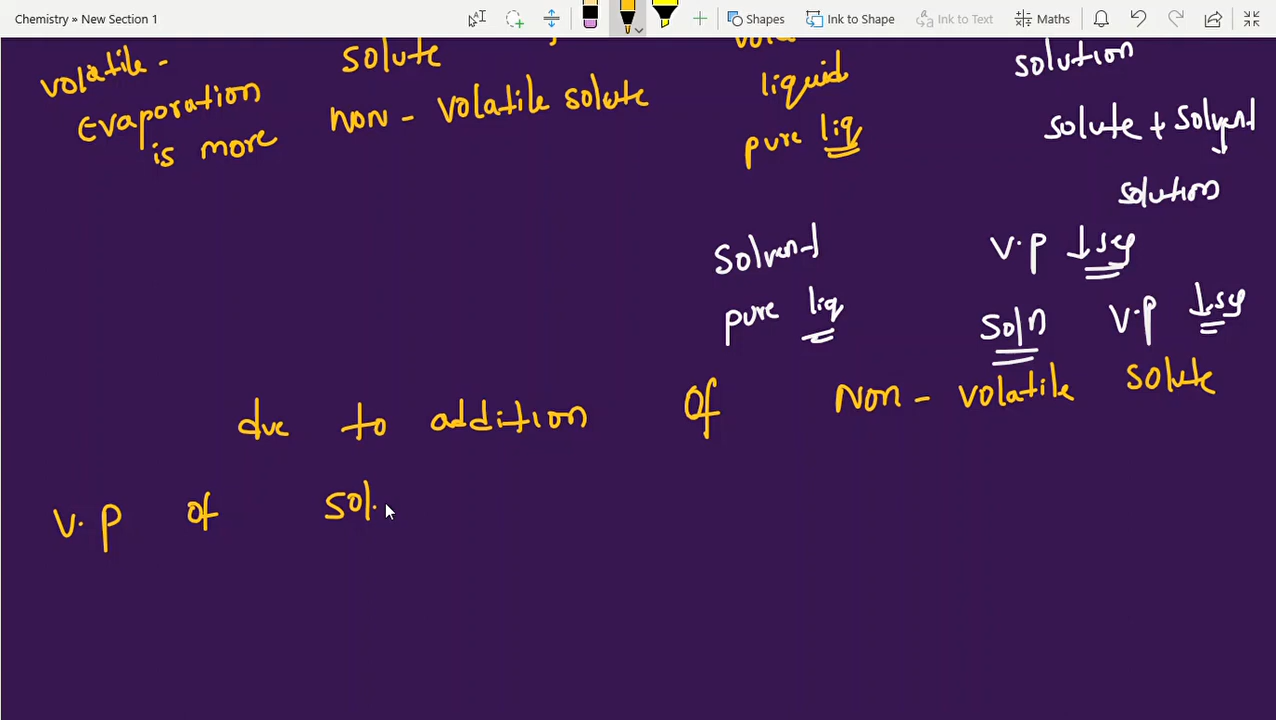 Chemistry » New Section 1
Shapes
Ink to Shape
Ink to Text
Maths
volatile -
Evaporation
is more
solute
non - volatile solute
liquid
pure liq
solution
solute + solvent
solution
solvent
pure liq
v.p ↓sey
soln v.p ↓sey
due to addition of non - volatile solute
v.p of sol.